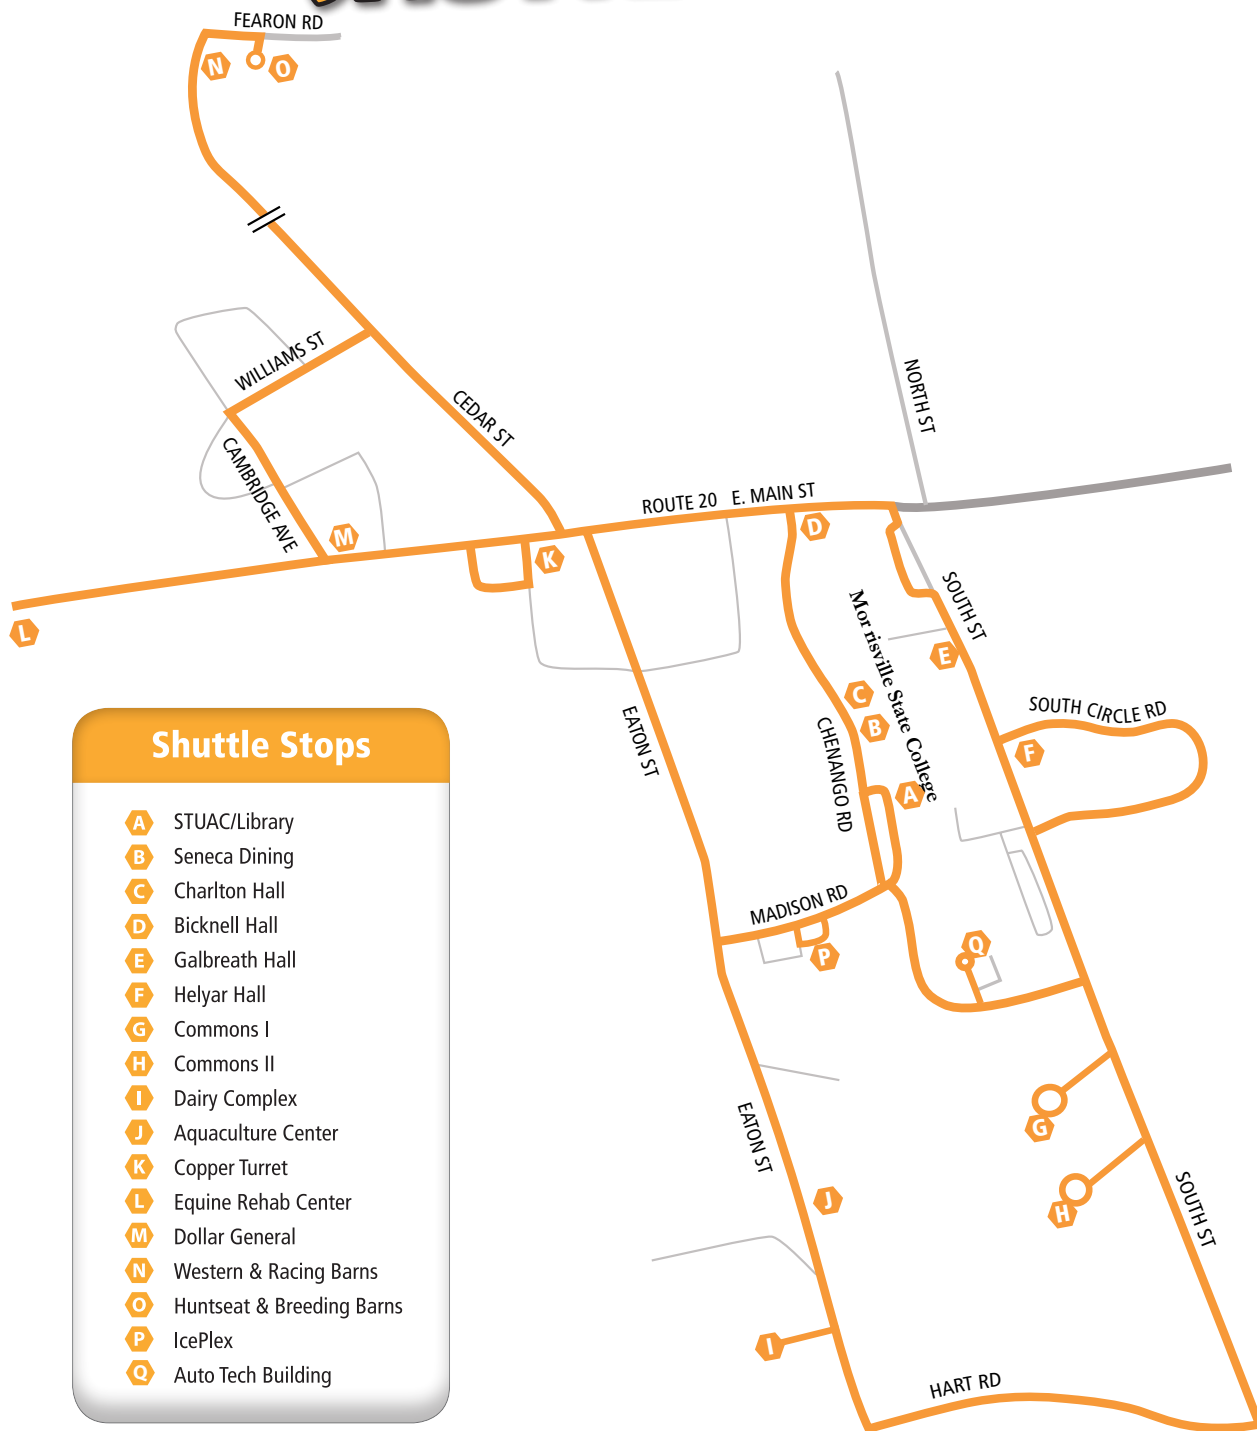 FEARON RD
N
O
WILLIAMS ST
CEDAR ST
NORTH ST
CAMBRIDGE AVE
ROUTE 20 E. MAIN ST
M
D
K
L
SOUTH ST
Morrisville State College
E
C
B
A
EATON ST
CHENANGO RD
SOUTH CIRCLE RD
F
MADISON RD
P
Q
EATON ST
G
H
J
SOUTH ST
I
HART RD
Shuttle Stops
A STUAC/Library
B Seneca Dining
C Charlton Hall
D Bicknell Hall
E Galbreath Hall
F Helyar Hall
G Commons I
H Commons II
I Dairy Complex
J Aquaculture Center
K Copper Turret
L Equine Rehab Center
M Dollar General
N Western & Racing Barns
O Huntseat & Breeding Barns
P IcePlex
Q Auto Tech Building